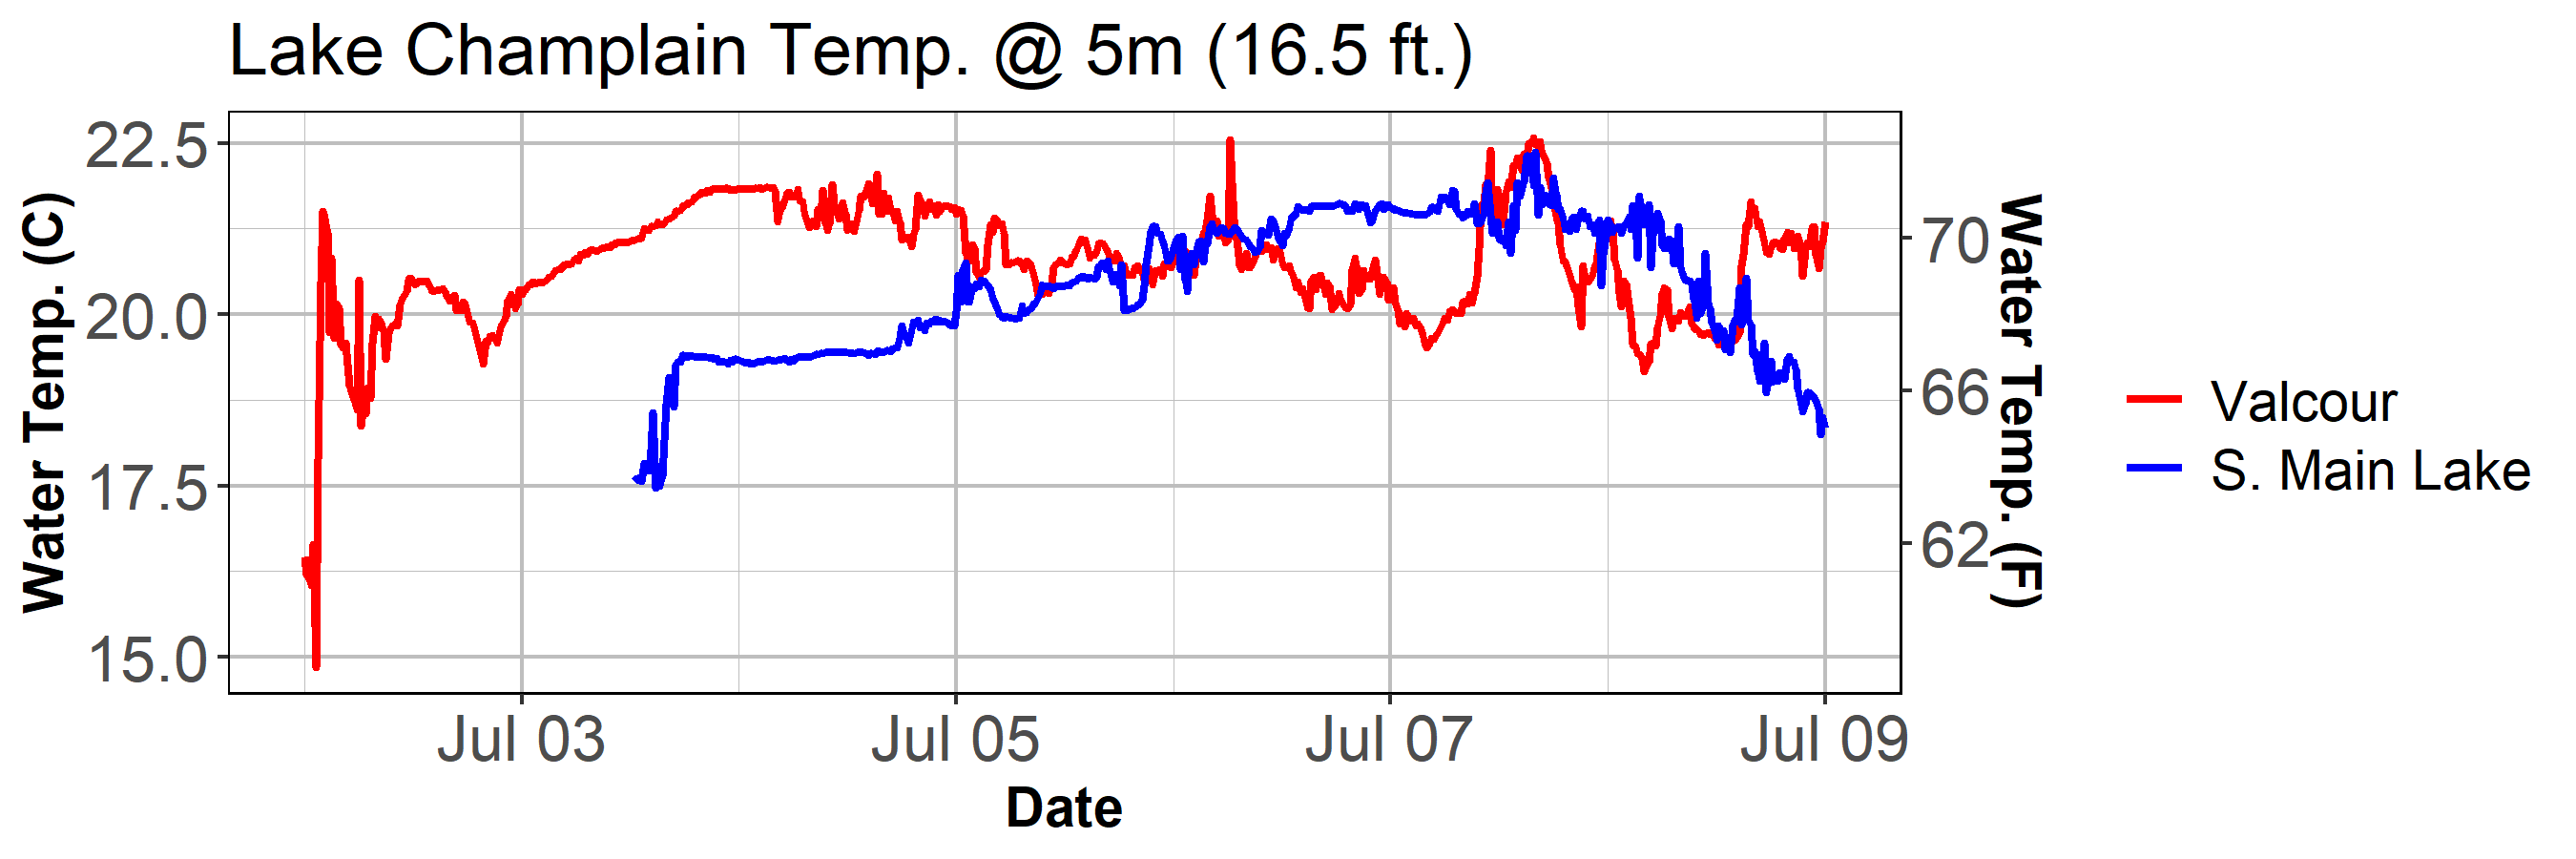 Lake Champlain Temp. @ 5m (16.5 ft.)
Water Temp. (C)
22.5
20.0
17.5
15.0
70
66
62
Water Temp. (F)
Jul 03
Jul 05
Jul 07
Jul 09
Date
Valcour
S. Main Lake